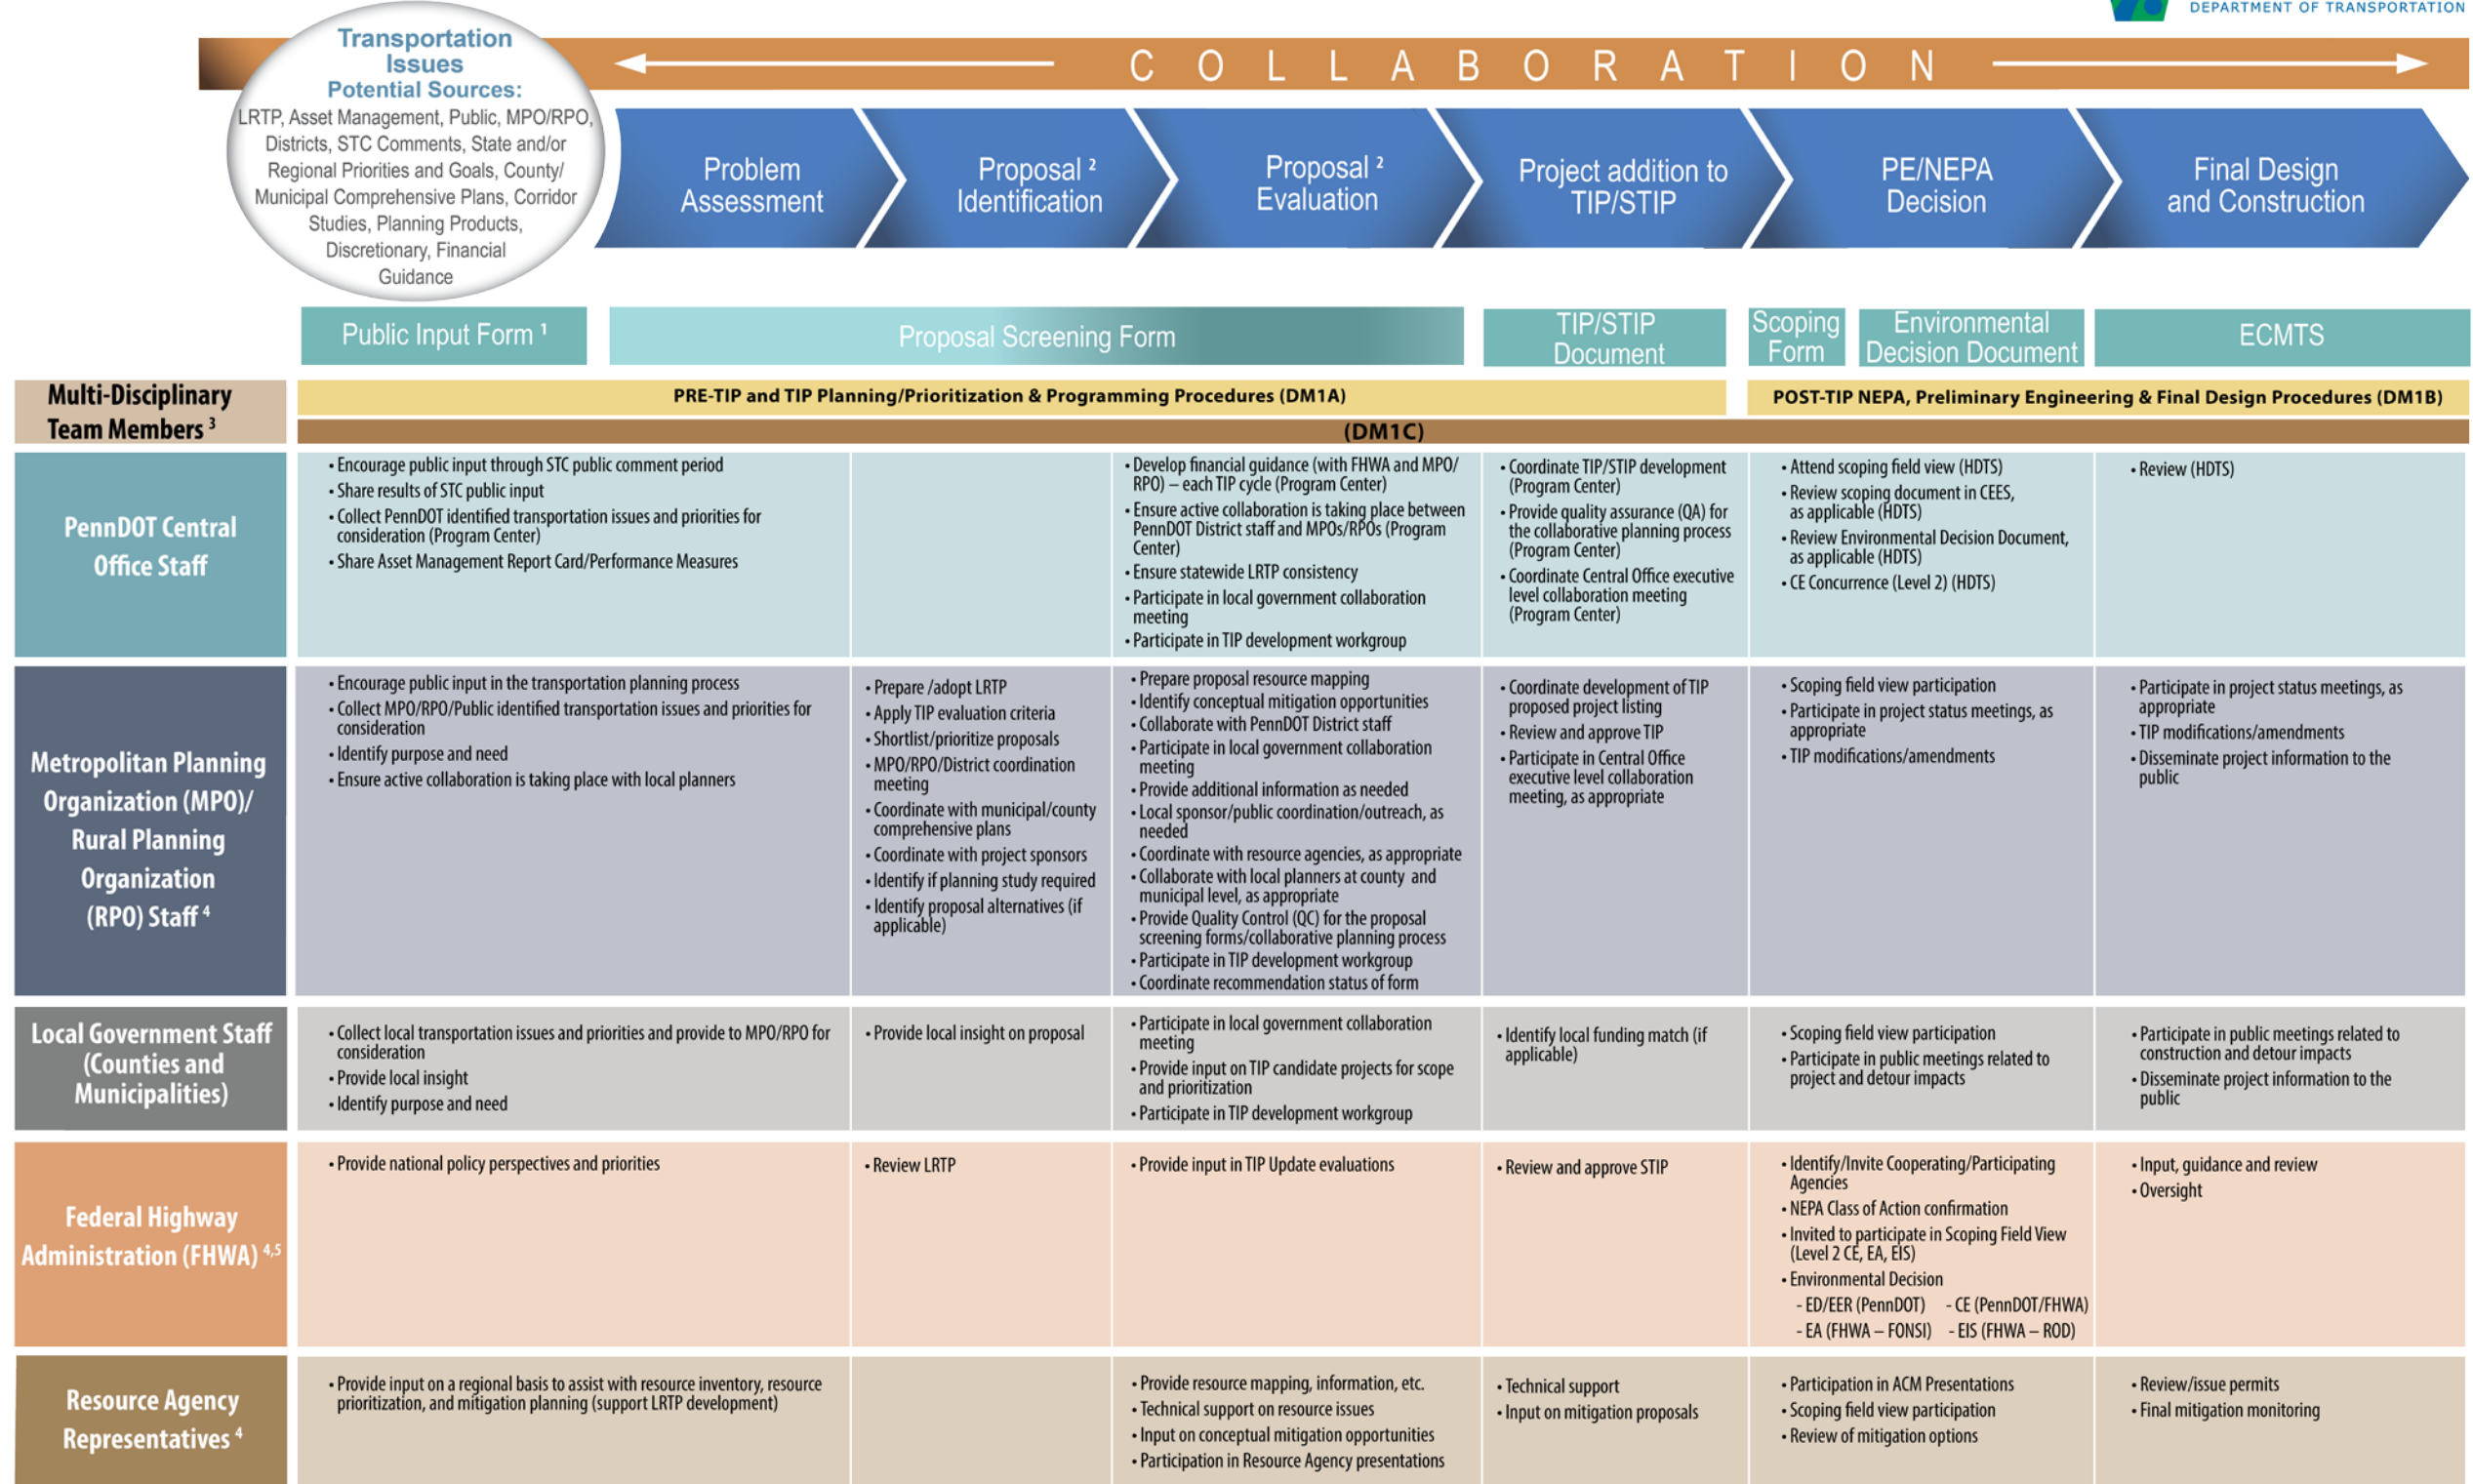 DEPARTMENT OF TRANSPORTATION
Transportation
Issues
Potential Sources:
LRTP, Asset Management, Public, MPO/RPO,
Districts, STC Comments, State and/or
Regional Priorities and Goals, County/
Municipal Comprehensive Plans, Corridor
Studies, Planning Products,
Discretionary, Financial
Guidance
COLLABORATION
Problem
Assessment
Proposal ²
Identification
Proposal ²
Evaluation
Project addition to
TIP/STIP
PE/NEPA
Decision
Final Design
and Construction
Public Input Form ¹
Proposal Screening Form
TIP/STIP
Document
Scoping
Form
Environmental
Decision Document
ECMTS
Multi-Disciplinary
Team Members ³
PRE-TIP and TIP Planning/Prioritization & Programming Procedures (DM1A)
POST-TIP NEPA, Preliminary Engineering & Final Design Procedures (DM1B)
(DM1C)
PennDOT Central
Office Staff
• Encourage public input through STC public comment period
• Share results of STC public input
• Collect PennDOT identified transportation issues and priorities for
consideration (Program Center)
• Share Asset Management Report Card/Performance Measures
• Develop financial guidance (with FHWA and MPO/
RPO) – each TIP cycle (Program Center)
• Ensure active collaboration is taking place between
PennDOT District staff and MPOs/RPOs (Program
Center)
• Ensure statewide LRTP consistency
• Participate in local government collaboration
meeting
• Participate in TIP development workgroup
• Coordinate TIP/STIP development
(Program Center)
• Provide quality assurance (QA) for
the collaborative planning process
(Program Center)
• Coordinate Central Office executive
level collaboration meeting
(Program Center)
• Attend scoping field view (HDTS)
• Review scoping document in CEES,
as applicable (HDTS)
• Review Environmental Decision Document,
as applicable (HDTS)
• CE Concurrence (Level 2) (HDTS)
• Review (HDTS)
Metropolitan Planning
Organization (MPO)/
Rural Planning
Organization
(RPO) Staff ⁴
• Encourage public input in the transportation planning process
• Collect MPO/RPO/Public identified transportation issues and priorities for
consideration
• Identify purpose and need
• Ensure active collaboration is taking place with local planners
• Prepare /adopt LRTP
• Apply TIP evaluation criteria
• Shortlist/prioritize proposals
• MPO/RPO/District coordination
meeting
• Coordinate with municipal/county
comprehensive plans
• Coordinate with project sponsors
• Identify if planning study required
• Identify proposal alternatives (if
applicable)
• Prepare proposal resource mapping
• Identify conceptual mitigation opportunities
• Collaborate with PennDOT District staff
• Participate in local government collaboration
meeting
• Provide additional information as needed
• Local sponsor/public coordination/outreach, as
needed
• Coordinate with resource agencies, as appropriate
• Collaborate with local planners at county and
municipal level, as appropriate
• Provide Quality Control (QC) for the proposal
screening forms/collaborative planning process
• Participate in TIP development workgroup
• Coordinate recommendation status of form
• Coordinate development of TIP
proposed project listing
• Review and approve TIP
• Participate in Central Office
executive level collaboration
meeting, as appropriate
• Scoping field view participation
• Participate in project status meetings, as
appropriate
• TIP modifications/amendments
• Participate in project status meetings, as
appropriate
• TIP modifications/amendments
• Disseminate project information to the
public
Local Government Staff
(Counties and
Municipalities)
• Collect local transportation issues and priorities and provide to MPO/RPO for
consideration
• Provide local insight
• Identify purpose and need
• Provide local insight on proposal
• Participate in local government collaboration
meeting
• Provide input on TIP candidate projects for scope
and prioritization
• Participate in TIP development workgroup
• Identify local funding match (if
applicable)
• Scoping field view participation
• Participate in public meetings related to
project and detour impacts
• Participate in public meetings related to
construction and detour impacts
• Disseminate project information to the
public
Federal Highway
Administration (FHWA) ⁴,⁵
• Provide national policy perspectives and priorities
• Review LRTP
• Provide input in TIP Update evaluations
• Review and approve STIP
• Identify/Invite Cooperating/Participating
Agencies
• NEPA Class of Action confirmation
• Invited to participate in Scoping Field View
(Level 2 CE, EA, EIS)
• Environmental Decision
- ED/EER (PennDOT) - CE (PennDOT/FHWA)
- EA (FHWA – FONSI) - EIS (FHWA – ROD)
• Input, guidance and review
• Oversight
Resource Agency
Representatives ⁴
• Provide input on a regional basis to assist with resource inventory, resource
prioritization, and mitigation planning (support LRTP development)
• Provide resource mapping, information, etc.
• Technical support on resource issues
• Input on conceptual mitigation opportunities
• Participation in Resource Agency presentations
• Technical support
• Input on mitigation proposals
• Participation in ACM Presentations
• Scoping field view participation
• Review of mitigation options
• Review/issue permits
• Final mitigation monitoring